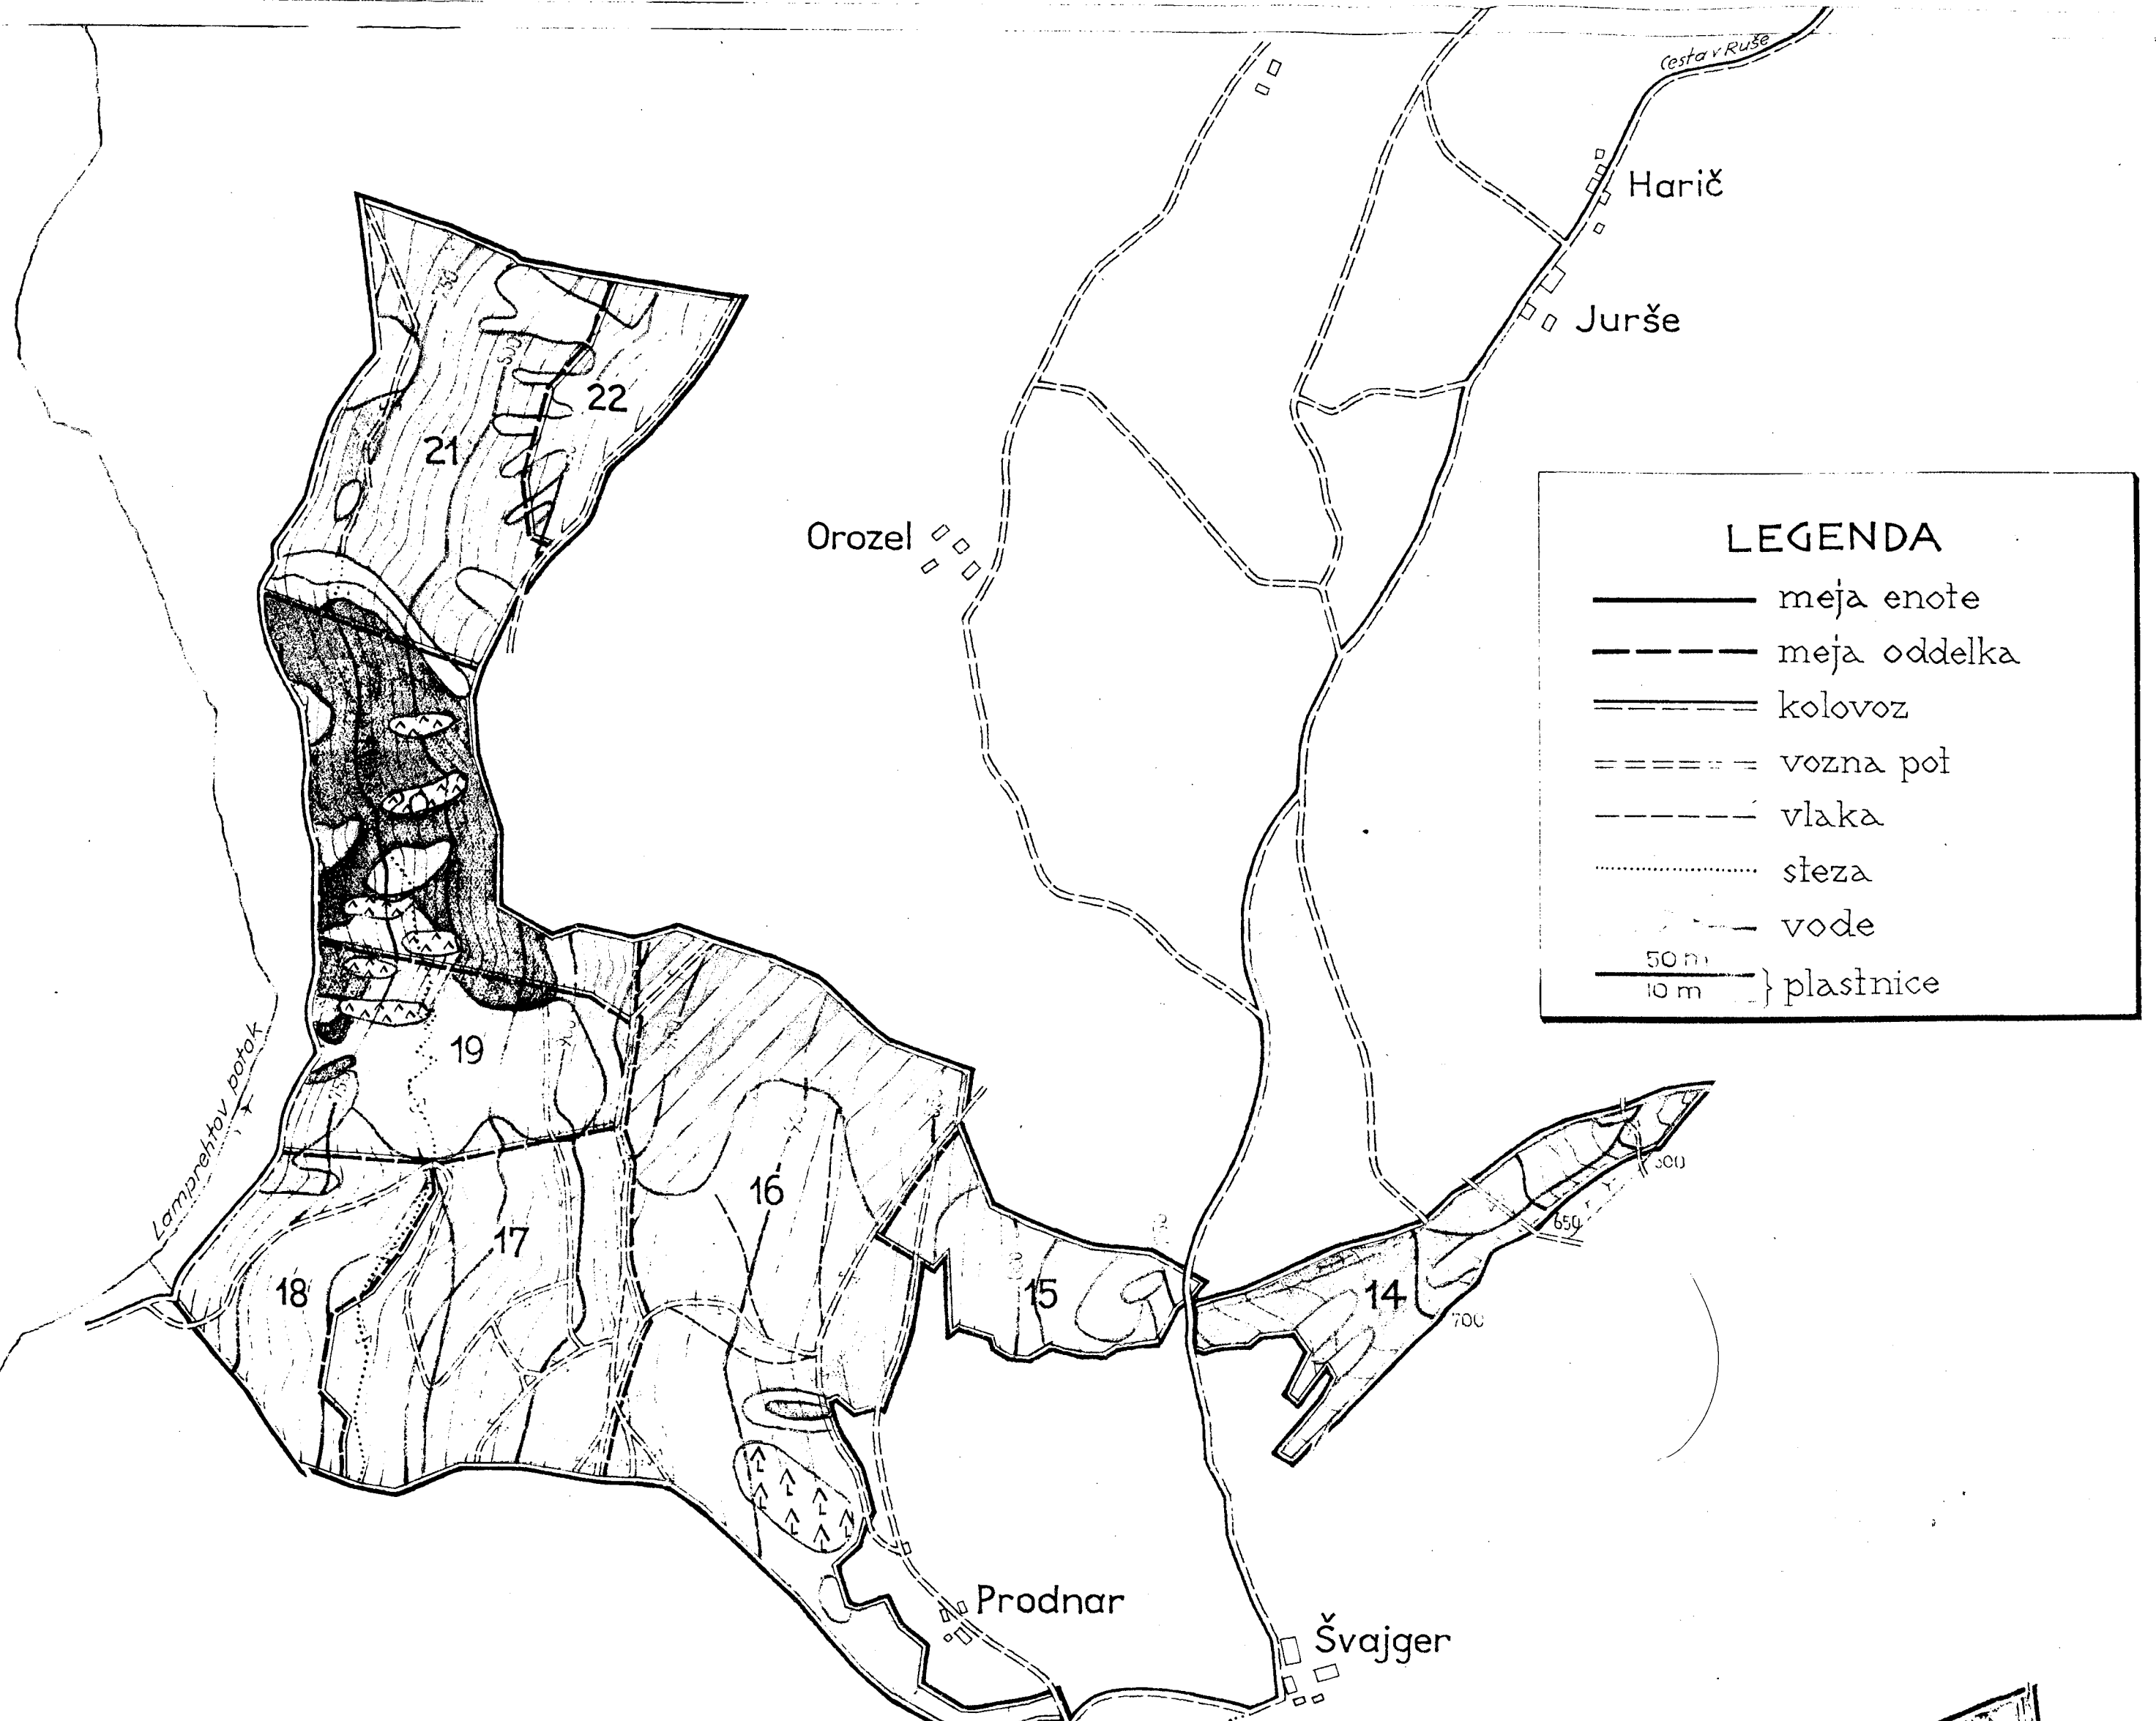 Cesta v Ruše
Harič
Jurše
22
21
Orozel
LEGENDA
meja enote
meja oddelka
kolovoz
vozna pot
vlaka
steza
vode
50 m
10 m
plastnice
19
Lamprehtov potok
16
17
18
15
14
600
650
700
Prodnar
Švajger